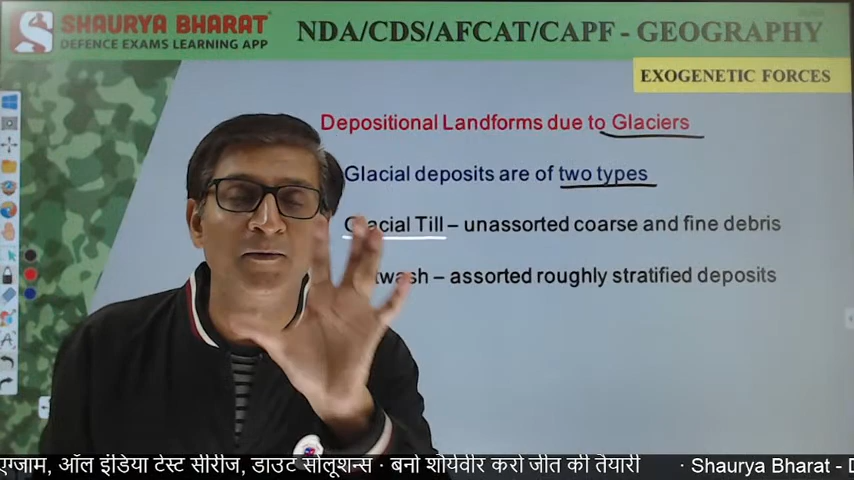 SHAURYA BHARAT
DEFENCE EXAMS LEARNING APP
NDA/CDS/AFCAT/CAPF - GEOGRAPHY
EXOGENETIC FORCES
Depositional Landforms due to Glaciers
Glacial deposits are of two types
Glacial Till – unassorted coarse and fine debris
– assorted roughly stratified deposits
एग्जाम, ऑल इंडिया टेस्ट सीरीज, डाउट सॉलूशन्स · बनो शौर्यवीर करो जीत की तैयारी · Shaurya Bharat -